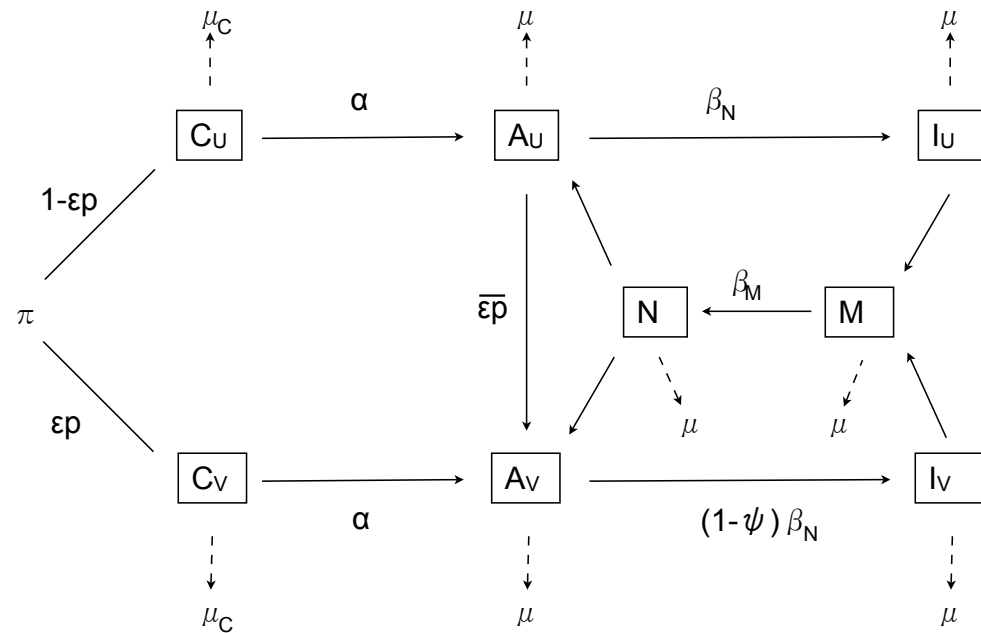 μC μ μ
α βN
CU AU IU
1-εp
π
βM
N M
εp
εp
μ μ
CV AV IV
α (1-ψ)βN
μC μ μ